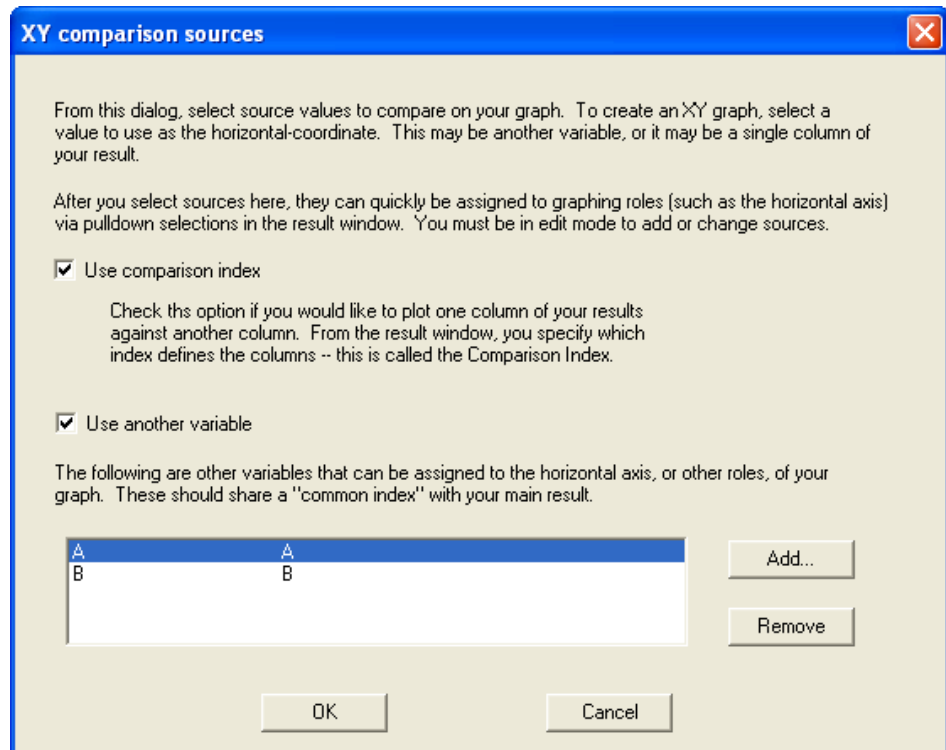 XY comparison sources
From this dialog, select source values to compare on your graph.  To create an XY graph, select a
value to use as the horizontal-coordinate.  This may be another variable, or it may be a single column of
your result.
After you select sources here, they can quickly be assigned to graphing roles (such as the horizontal axis)
via pulldown selections in the result window.  You must be in edit mode to add or change sources.
Use comparison index
Check ths option if you would like to plot one column of your results
against another column.  From the result window, you specify which
index defines the columns -- this is called the Comparison Index.
Use another variable
The following are other variables that can be assigned to the horizontal axis, or other roles, of your
graph.  These should share a "common index" with your main result.
A A
B B
Add...
Remove
OK Cancel